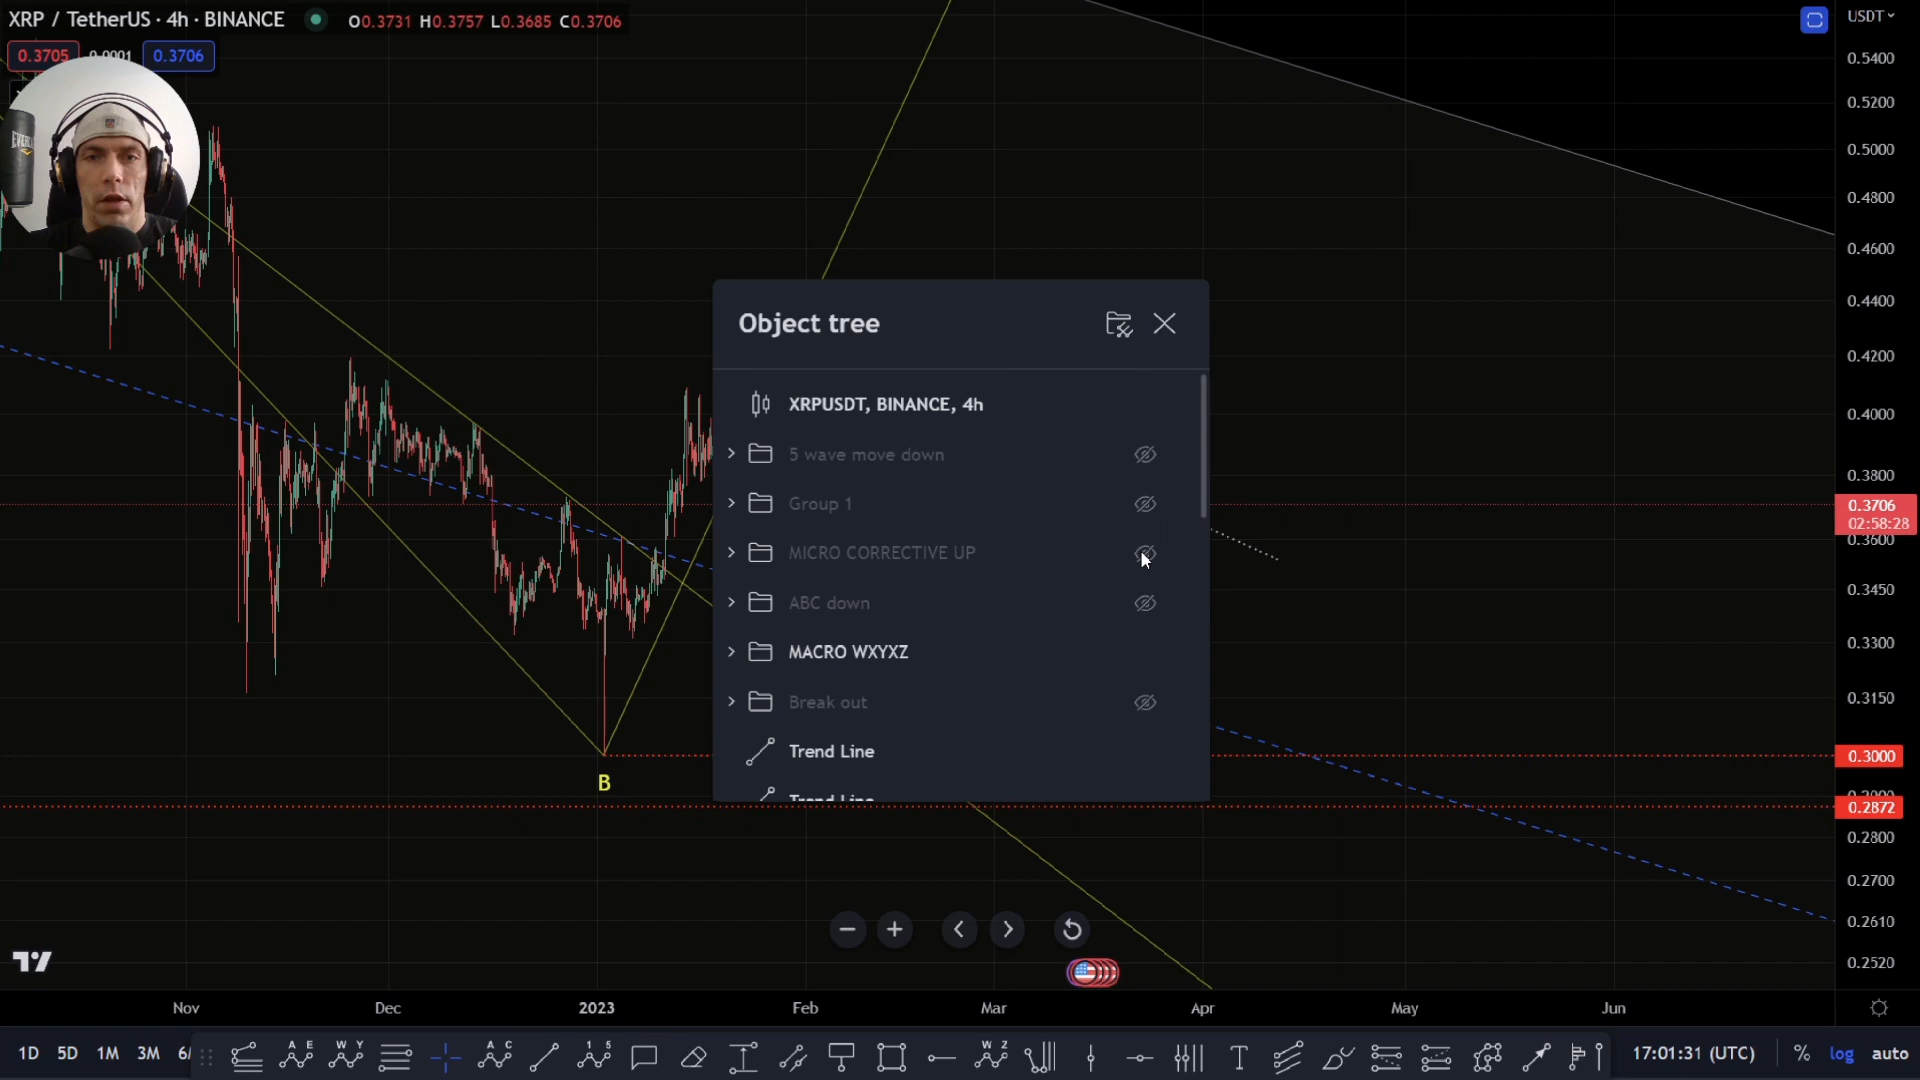 XRP / TetherUS · 4h · BINANCE O0.3731 H0.3757 L0.3685 C0.3706
USDT
0.3705 0.0001 0.3706
0.5400
0.5200
0.5000
0.4800
0.4600
0.4400
0.4200
0.4000
0.3800
0.3706
02:58:28
0.3600
0.3450
0.3300
0.3150
0.3000
0.2872
0.2800
0.2700
0.2610
0.2520
Object tree
XRPUSDT, BINANCE, 4h
5 wave move down
Group 1
MICRO CORRECTIVE UP
ABC down
MACRO WXYXZ
Break out
Trend Line
Trend Line
B
Nov Dec 2023 Feb Mar Apr May Jun
1D 5D 1M 3M 17:01:31 (UTC) % log auto